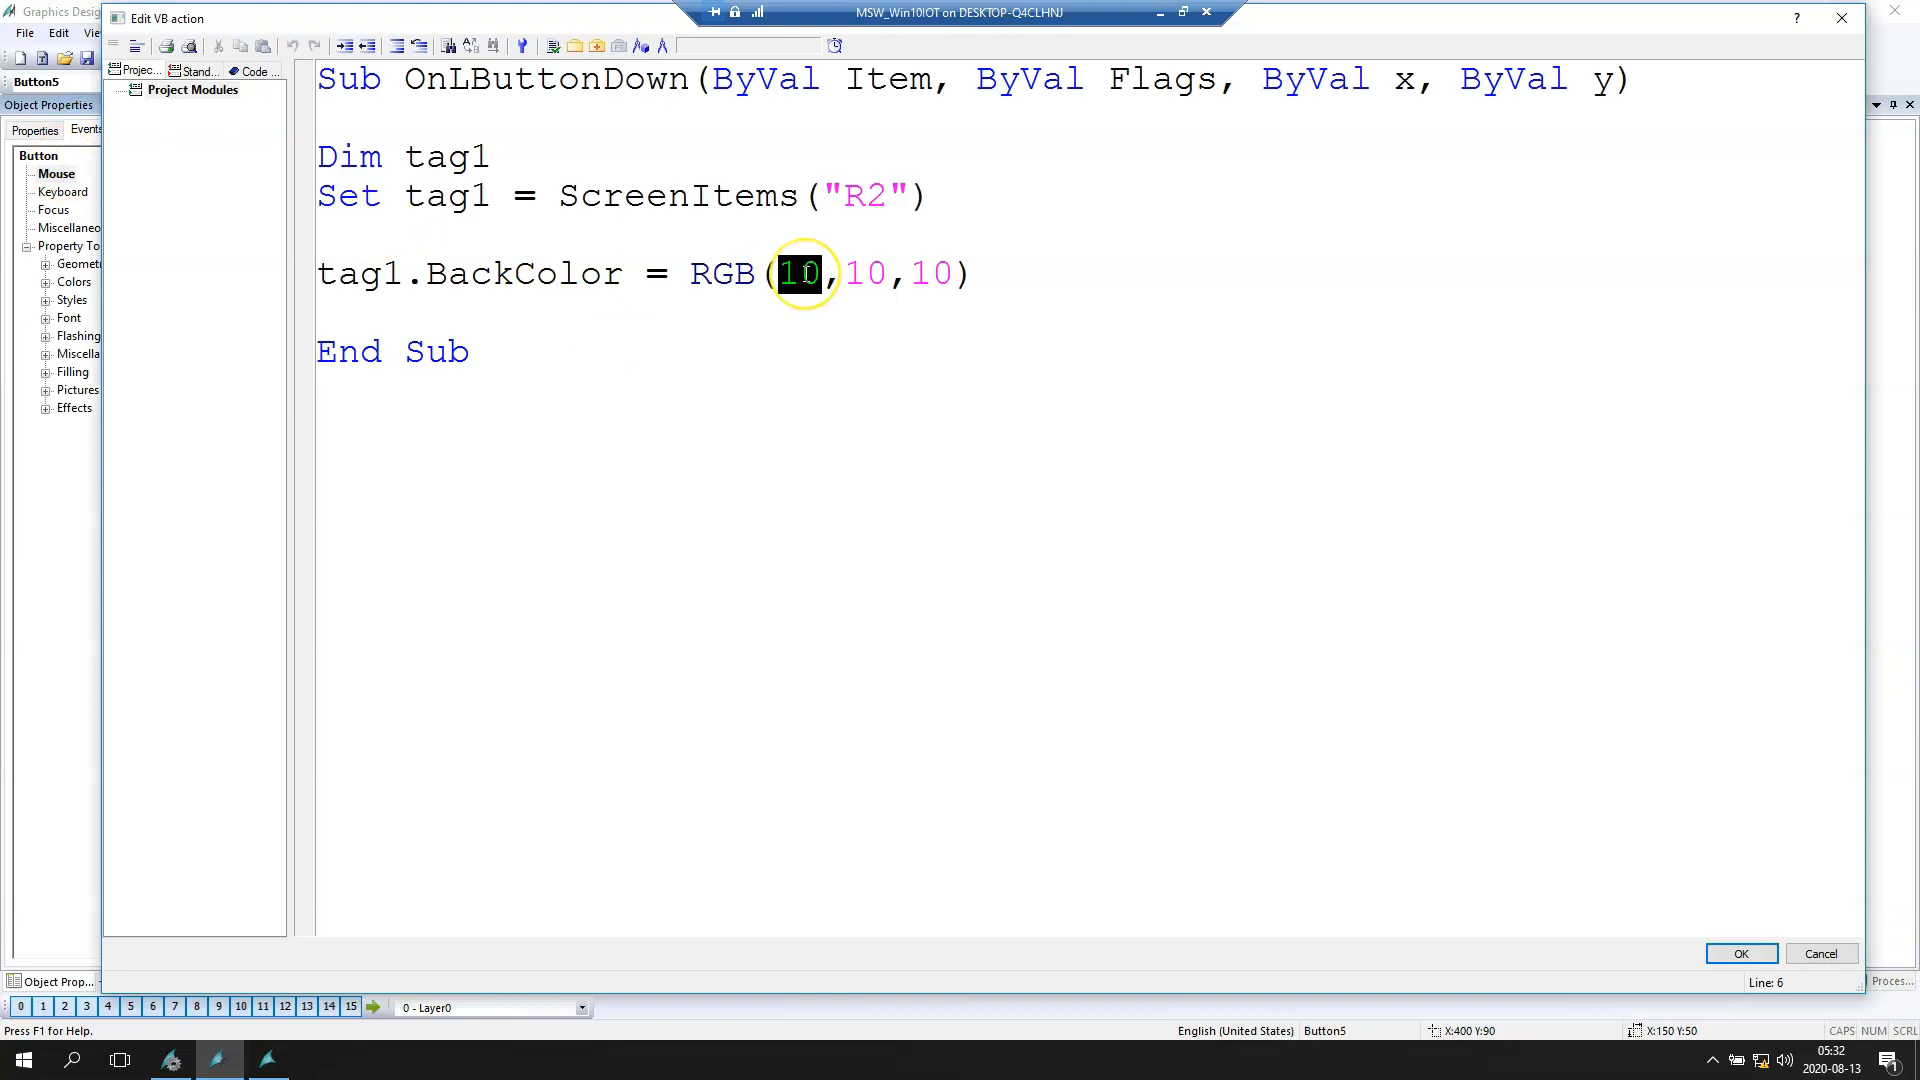 Graphics Desig
Edit VB action
MSW_Win10IOT on DESKTOP-Q4CLHNJ
File Edit Vi
Button5
Object Properties
Properties Events
Button
Mouse
Keyboard
Focus
Miscellaneo
Property To
Geomet
Colors
Styles
Font
Flashing
Miscella
Filling
Pictures
Effects
Projec... Stand... Code ...
Project Modules
Sub OnLButtonDown(ByVal Item, ByVal Flags, ByVal x, ByVal y)
Dim tag1
Set tag1 = ScreenItems("R2")
tag1.BackColor = RGB(10,10,10)
End Sub
OK Cancel
Line: 6
Object Prop... Proces...
0 1 2 3 4 5 6 7 8 9 10 11 12 13 14 15 0 - Layer0
Press F1 for Help. English (United States) Button5 X:400 Y:90 X:150 Y:50 CAPS NUM SCRL
05:32
2020-08-13
1